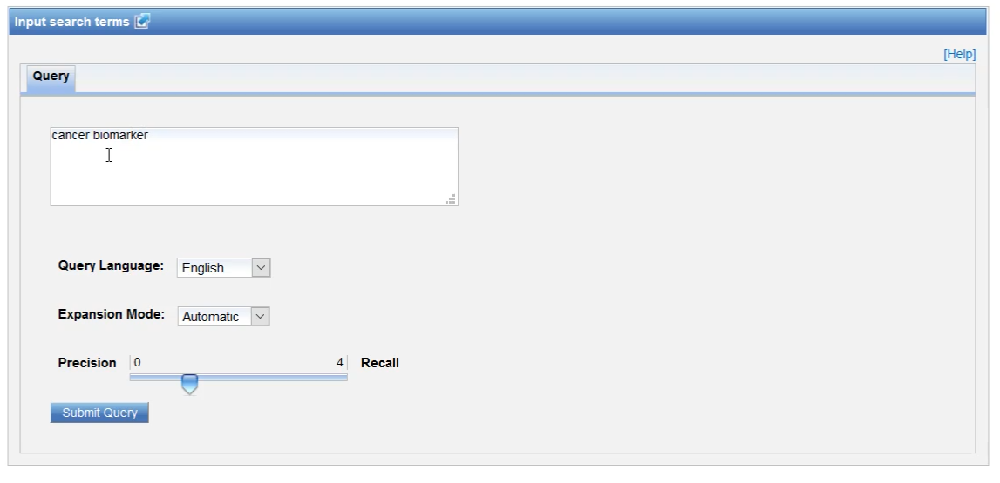 Input search terms
[Help]
Query
cancer biomarker
Query Language: English
Expansion Mode: Automatic
Precision 0 4 Recall
Submit Query